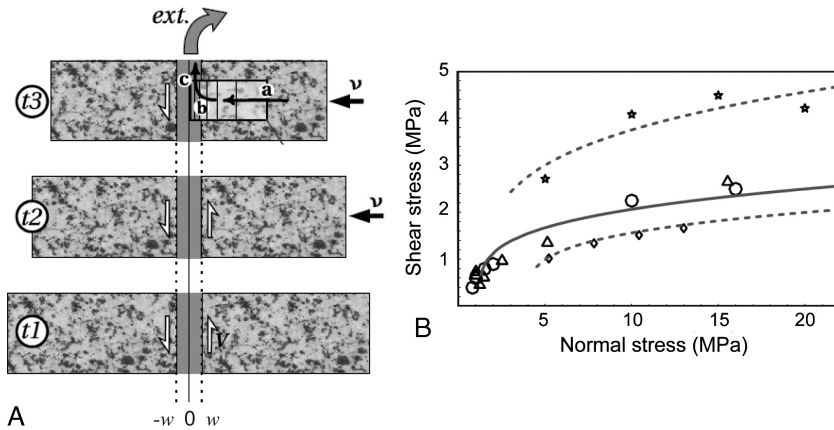 ext.
t3
c
b
a
ν
t2
ν
t1
V
A
-w 0 w
5
4
3
2
1
Shear stress (MPa)
B
5 10 15 20
Normal stress (MPa)